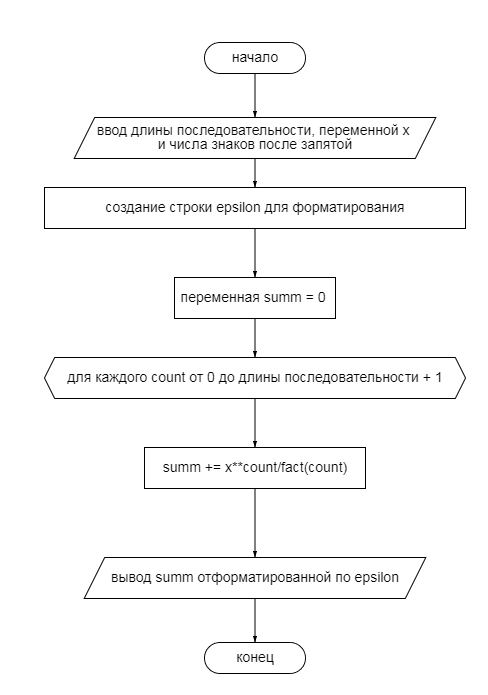 начало
ввод длины последовательности, переменной x
и числа знаков после запятой
создание строки epsilon для форматирования
переменная summ = 0
для каждого count от 0 до длины последовательности + 1
summ += x**count/fact(count)
вывод summ отформатированной по epsilon
конец